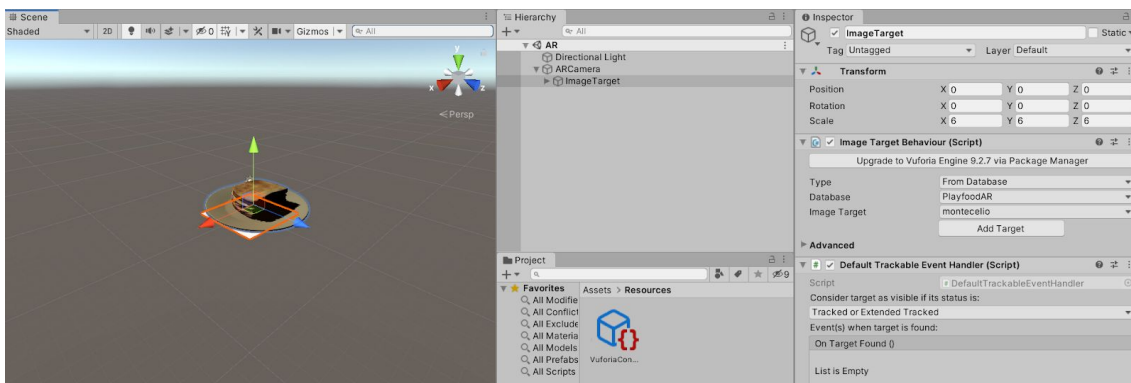 Scene
Shaded
2D
0
Gizmos
All
y
x
z
Persp
Hierarchy
All
AR
Directional Light
ARCamera
ImageTarget
Project
9
Favorites
All Modifie
All Conflict
All Exclude
All Materia
All Models
All Prefabs
All Scripts
Assets > Resources
VuforiaCon...
Inspector
ImageTarget
Static
Tag Untagged
Layer Default
Transform
Position X 0 Y 0 Z 0
Rotation X 0 Y 0 Z 0
Scale X 6 Y 6 Z 6
Image Target Behaviour (Script)
Upgrade to Vuforia Engine 9.2.7 via Package Manager
Type From Database
Database PlayfoodAR
Image Target montecelio
Add Target
Advanced
# Default Trackable Event Handler (Script)
Script # DefaultTrackableEventHandler
Consider target as visible if its status is:
Tracked or Extended Tracked
Event(s) when target is found:
On Target Found ()
List is Empty